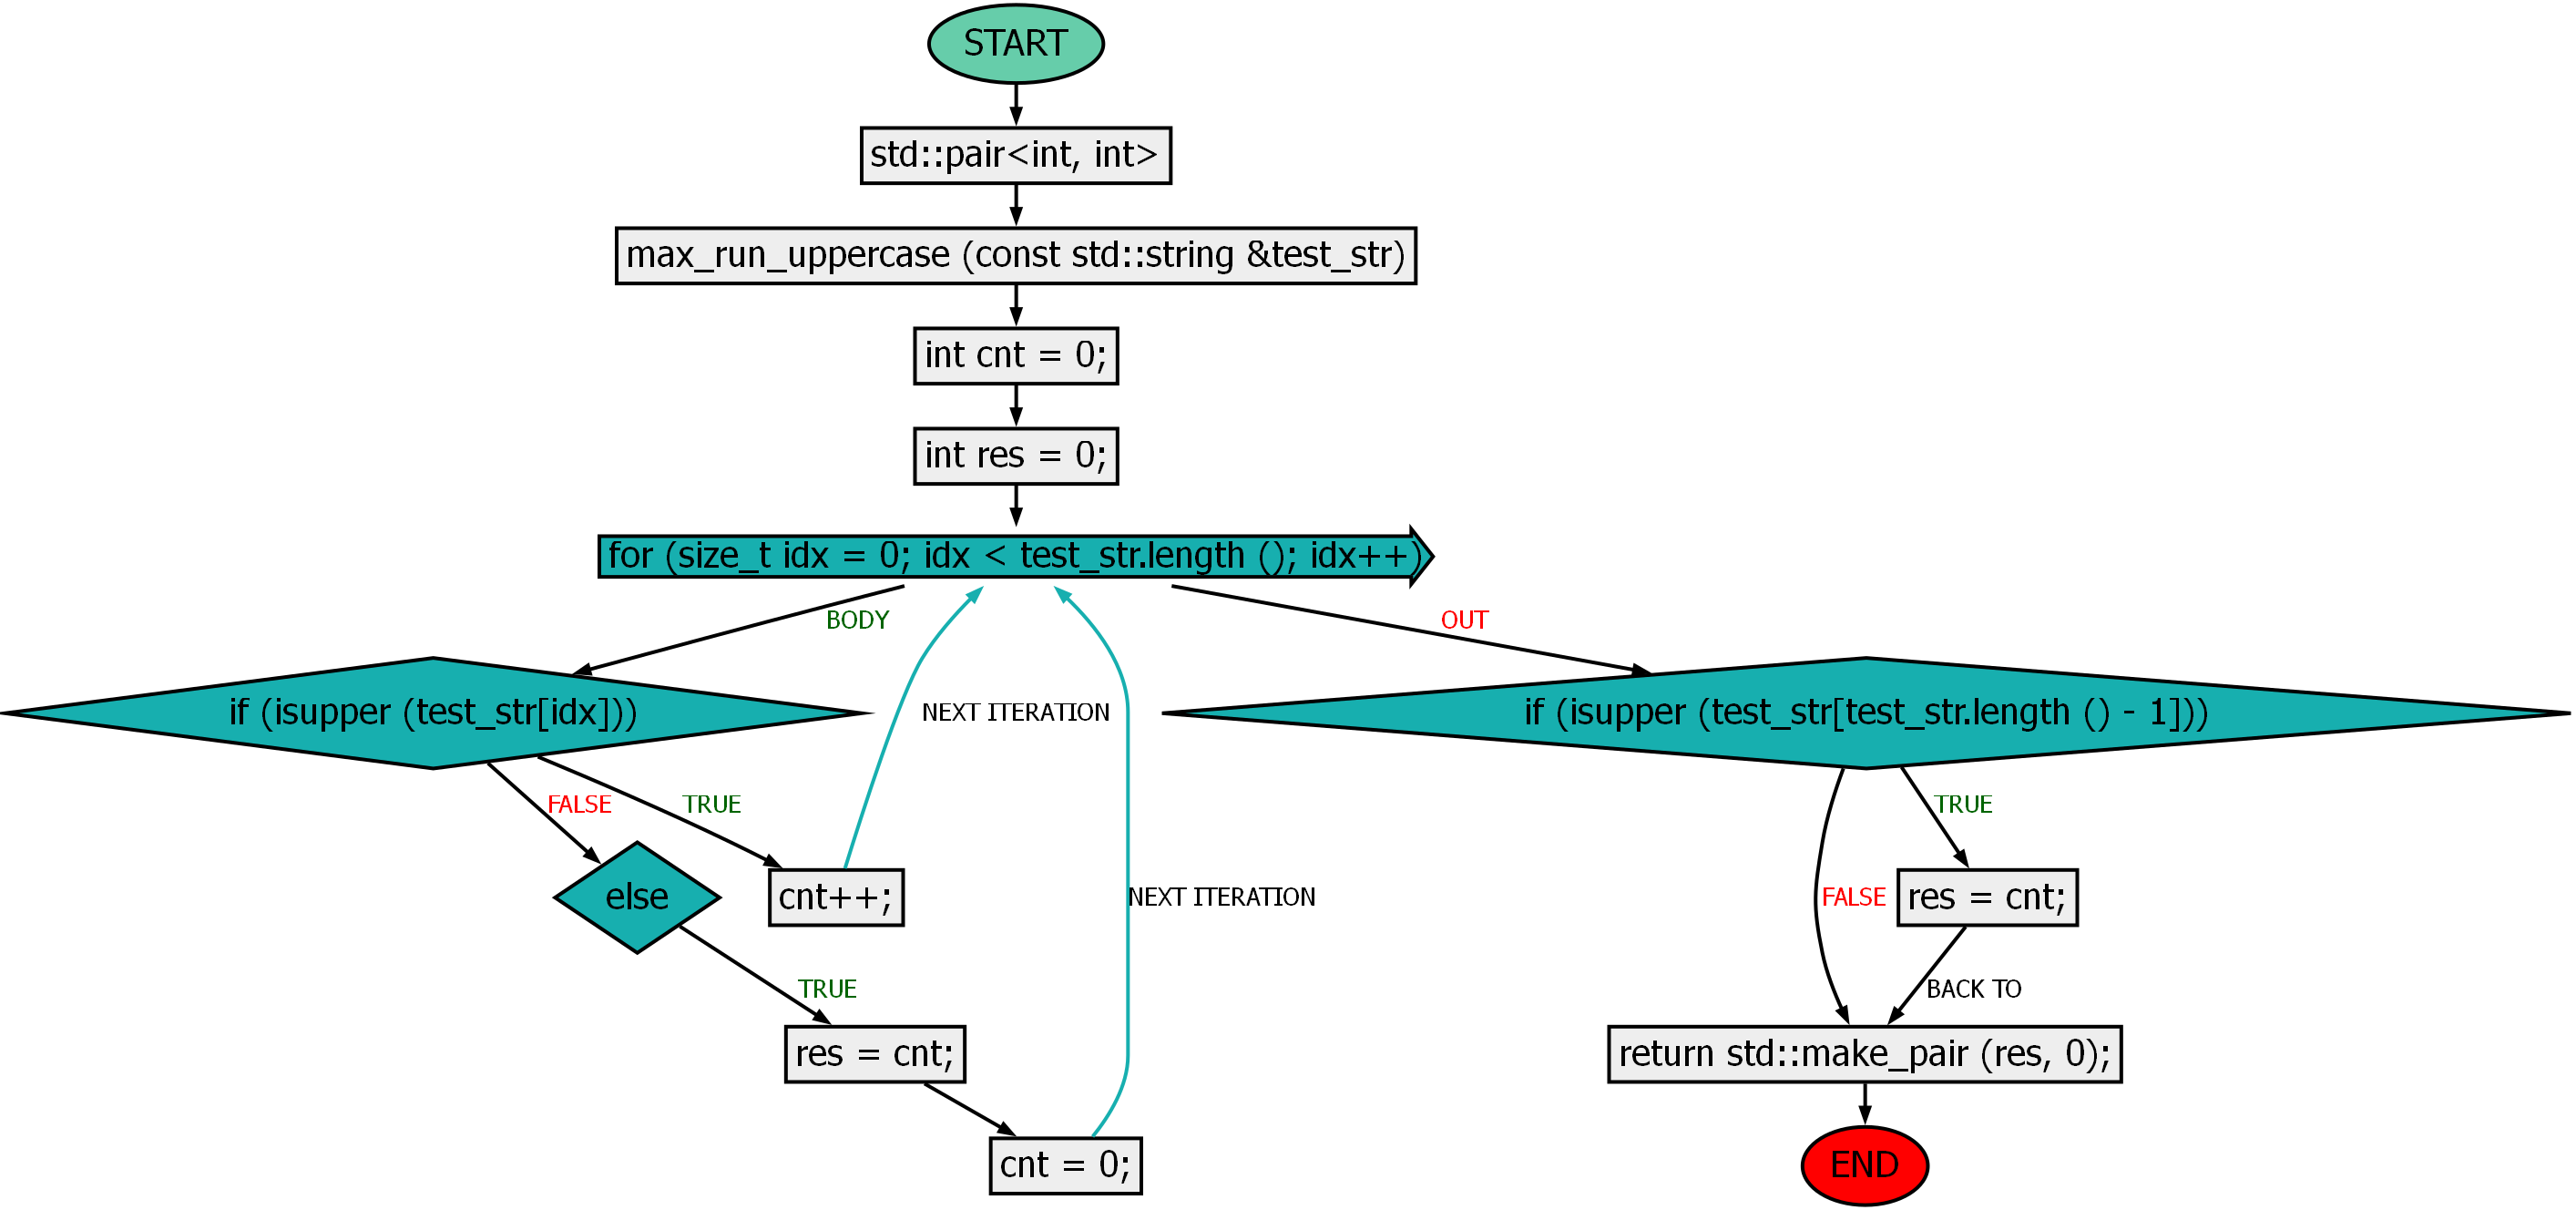 START
std::pair<int, int>
max_run_uppercase (const std::string &test_str)
int cnt = 0;
int res = 0;
for (size_t idx = 0; idx < test_str.length (); idx++)
BODY
OUT
if (isupper (test_str[idx]))
NEXT ITERATION
if (isupper (test_str[test_str.length () - 1]))
FALSE
TRUE
TRUE
else
cnt++;
NEXT ITERATION
FALSE
res = cnt;
TRUE
BACK TO
res = cnt;
return std::make_pair (res, 0);
cnt = 0;
END